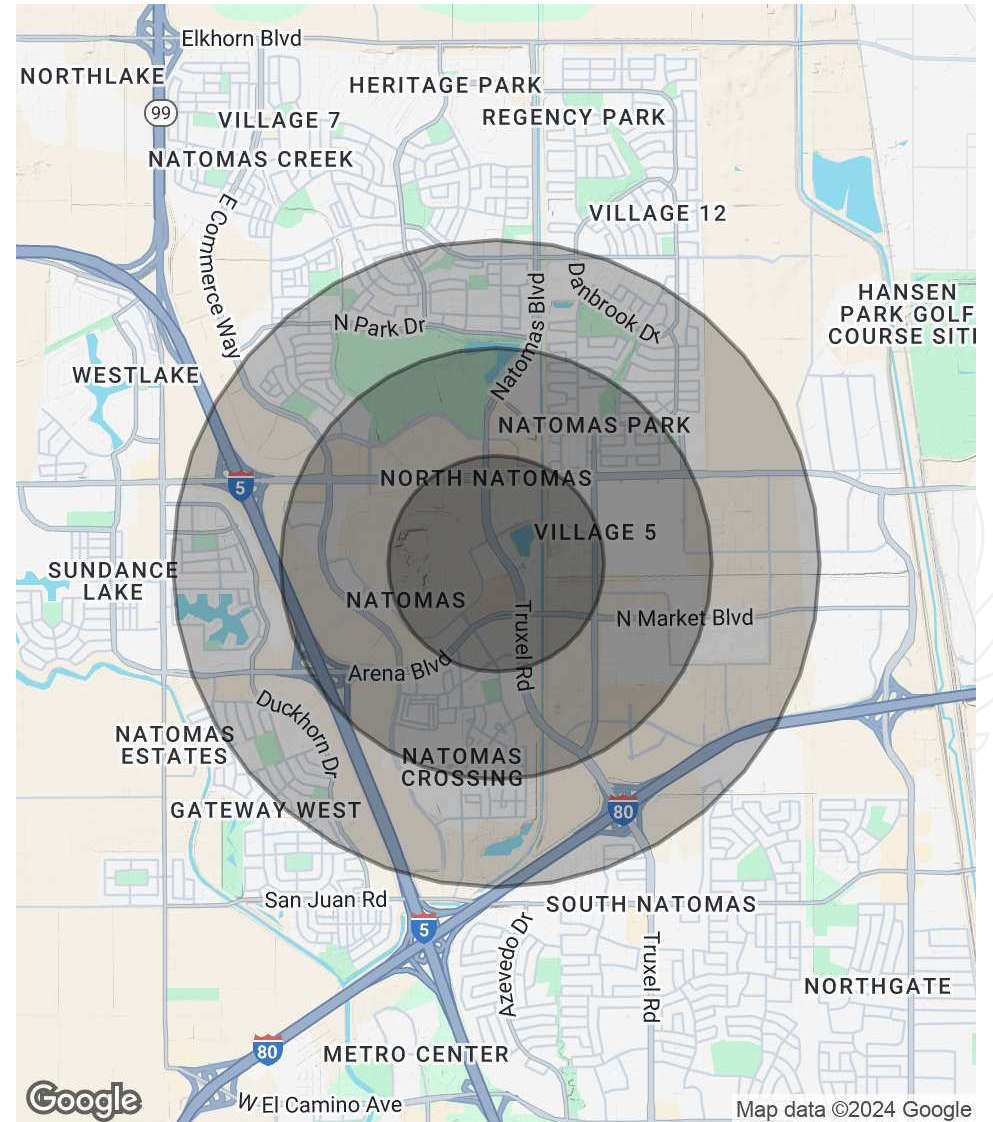 Elkhorn Blvd
NORTHLAKE
HERITAGE PARK
99
VILLAGE 7
REGENCY PARK
NATOMAS CREEK
E Commerce Way
VILLAGE 12
Natomas Blvd
Danbrook Dr
HANSEN
PARK GOLF
COURSE SIT
N Park Dr
WESTLAKE
NATOMAS PARK
NORTH NATOMAS
5
VILLAGE 5
SUNDANCE
LAKE
NATOMAS
Truxel Rd
N Market Blvd
Arena Blvd
Duckhorn Dr
NATOMAS
ESTATES
NATOMAS
CROSSING
GATEWAY WEST
80
San Juan Rd
SOUTH NATOMAS
5
Azevedo Dr
Truxel Rd
NORTHGATE
80
METRO CENTER
W El Camino Ave
Google
Map data ©2024 Google